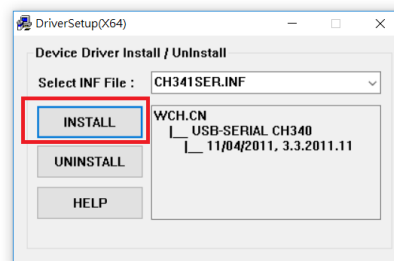 DriverSetup(X64)
Device Driver Install / UnInstall
Select INF File :
CH341SER.INF
INSTALL
UNINSTALL
HELP
WCH.CN
|__ USB-SERIAL CH340
|__ 11/04/2011, 3.3.2011.11